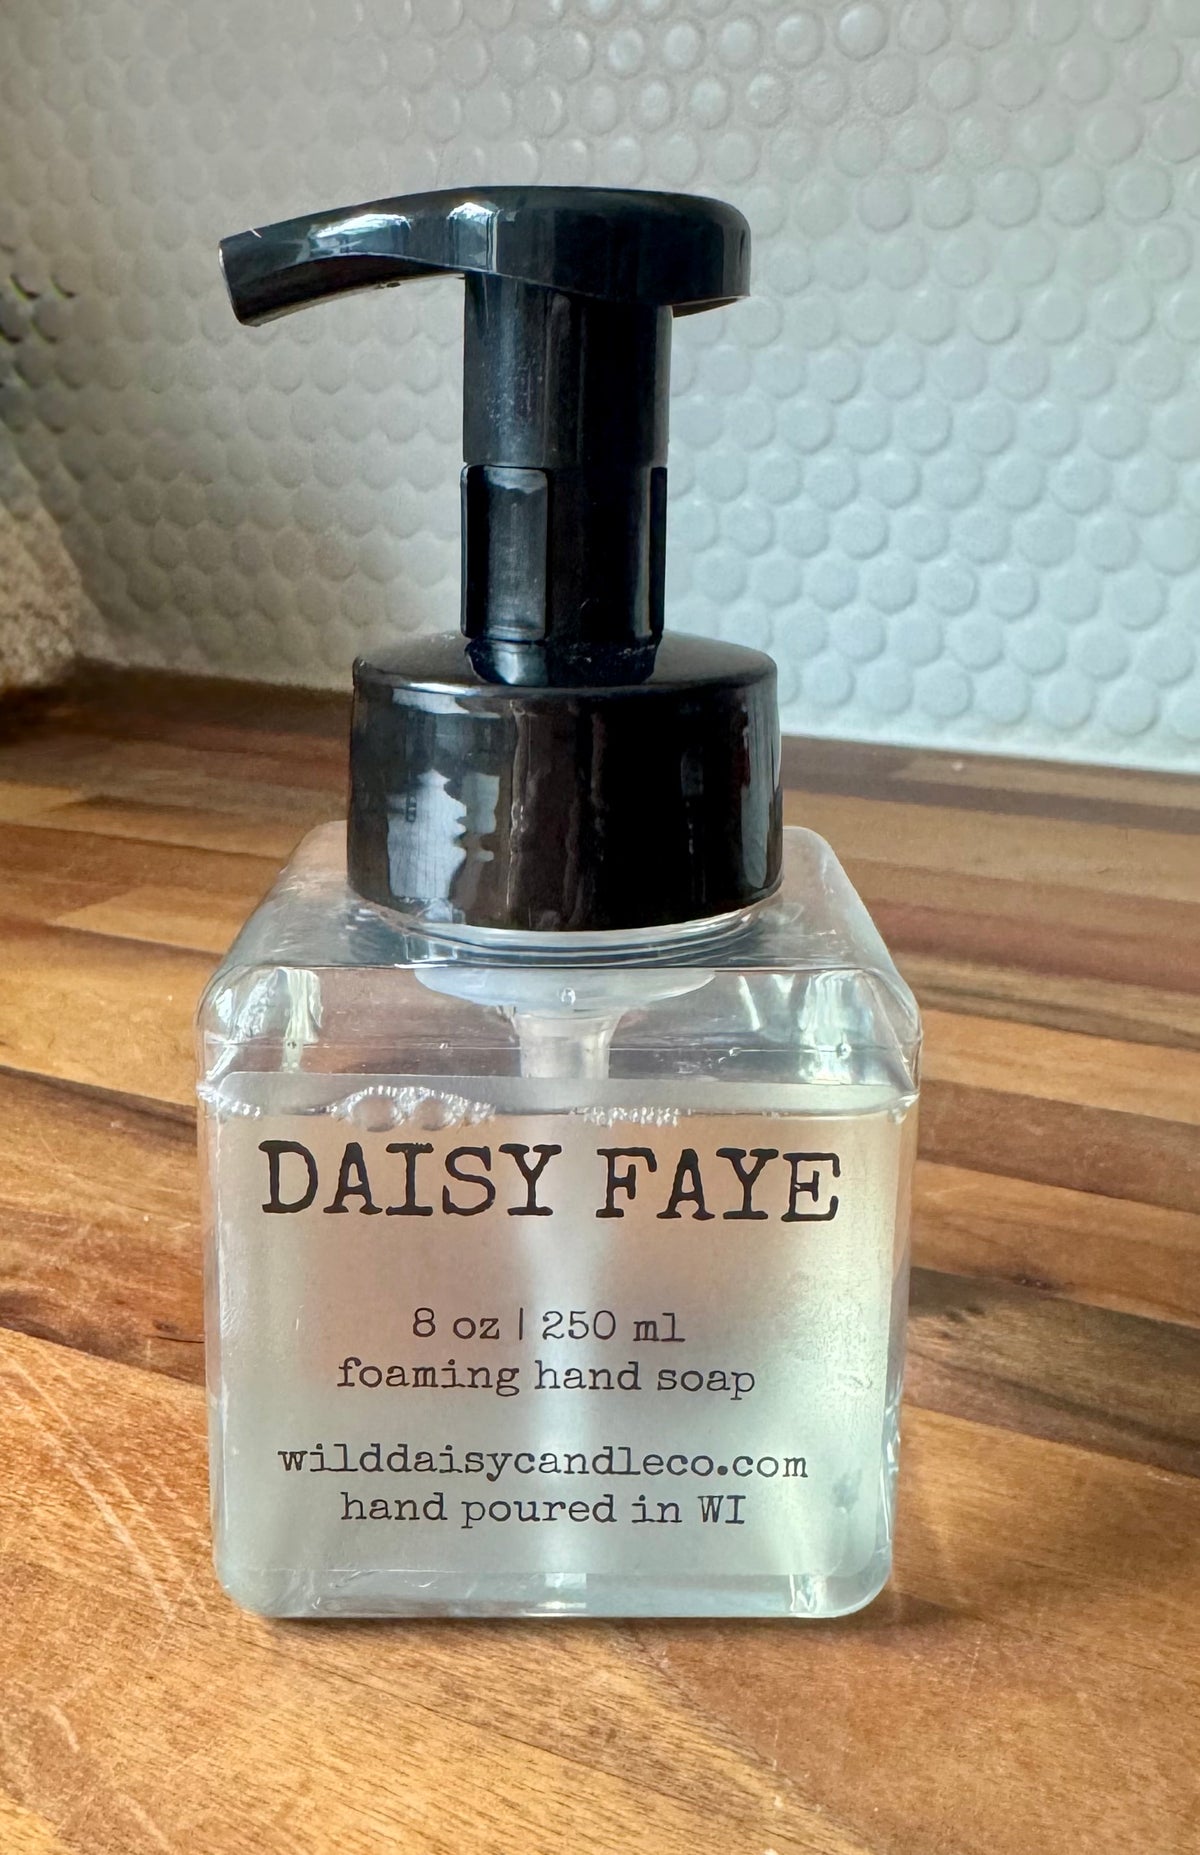 DAISY FAYE
8 oz | 250 ml
foaming hand soap
wilddaisycandleco.com
hand poured in WI